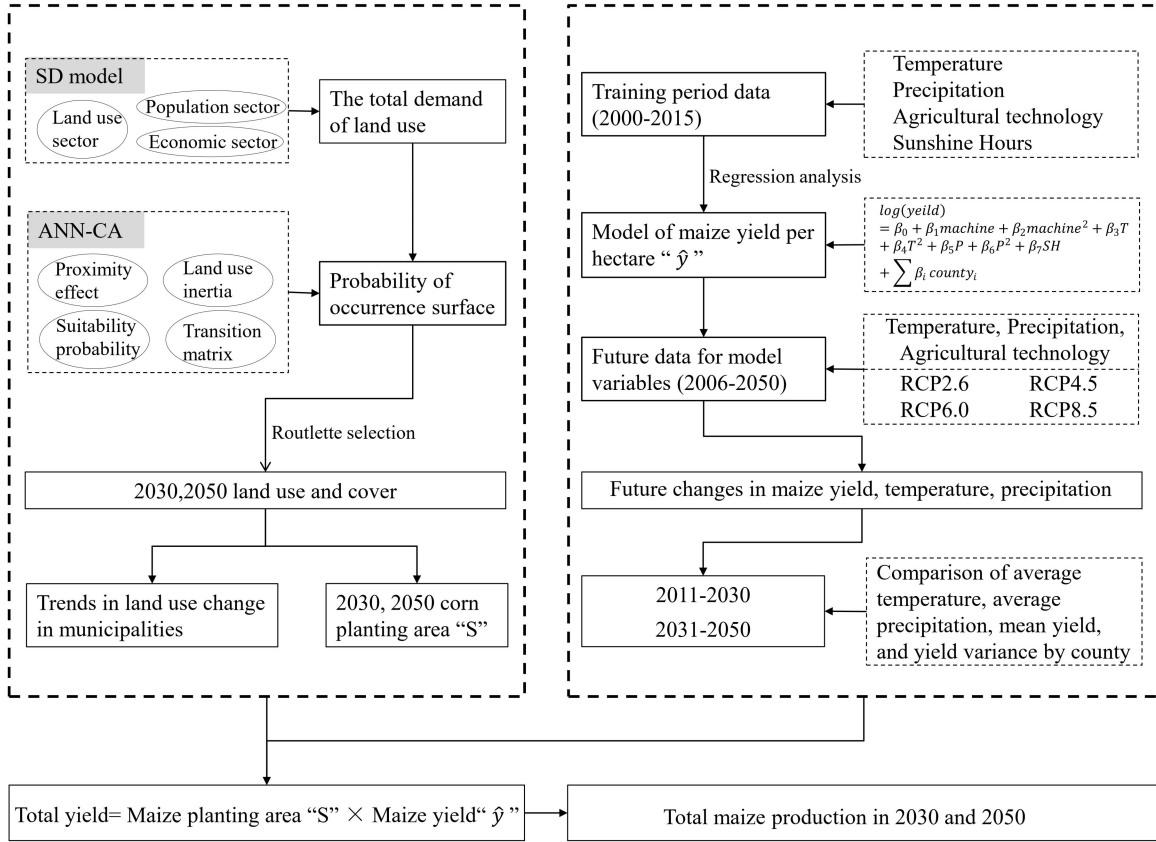 SD model
Land use
sector
Population sector
Economic sector
The total demand
of land use
ANN-CA
Proximity
effect
Land use
inertia
Suitability
probability
Transition
matrix
Probability of
occurrence surface
Routlette selection
2030,2050 land use and cover
Trends in land use change
in municipalities
2030, 2050 corn
planting area “S”
Training period data
(2000-2015)
Temperature
Precipitation
Agricultural technology
Sunshine Hours
Regression analysis
Model of maize yield per
hectare “ ŷ ”
log(yeild)
= β₀ + β₁machine + β₂machine² + β₃T
+ β₄T² + β₅P + β₆P² + β₇SH
+ ∑ βᵢ countyᵢ
Future data for model
variables (2006-2050)
Temperature, Precipitation,
Agricultural technology
RCP2.6 RCP4.5
RCP6.0 RCP8.5
Future changes in maize yield, temperature, precipitation
2011-2030
2031-2050
Comparison of average
temperature, average
precipitation, mean yield,
and yield variance by county
Total yield= Maize planting area “S” × Maize yield“ ŷ ”
Total maize production in 2030 and 2050